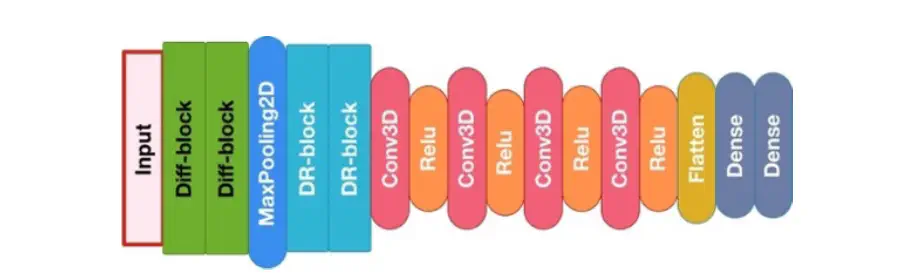 Input
Diff-block
Diff-block
MaxPooling2D
DR-block
DR-block
Conv3D
Relu
Conv3D
Relu
Conv3D
Relu
Conv3D
Relu
Flatten
Dense
Dense